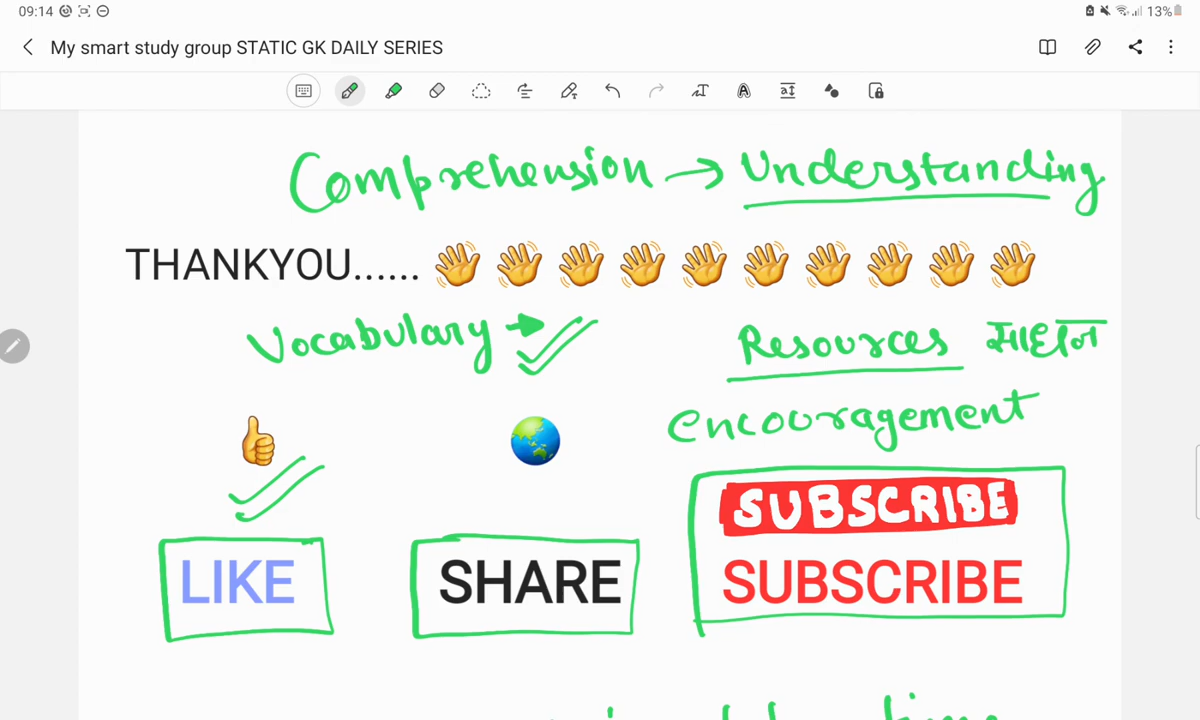 09:14 13%
My smart study group STATIC GK DAILY SERIES
Comprehension → Understanding
THANKYOU...... 👋👋👋👋👋👋👋👋👋👋
Vocabulary → Resources साधन
encouragement
SUBSCRIBE
LIKE SHARE SUBSCRIBE